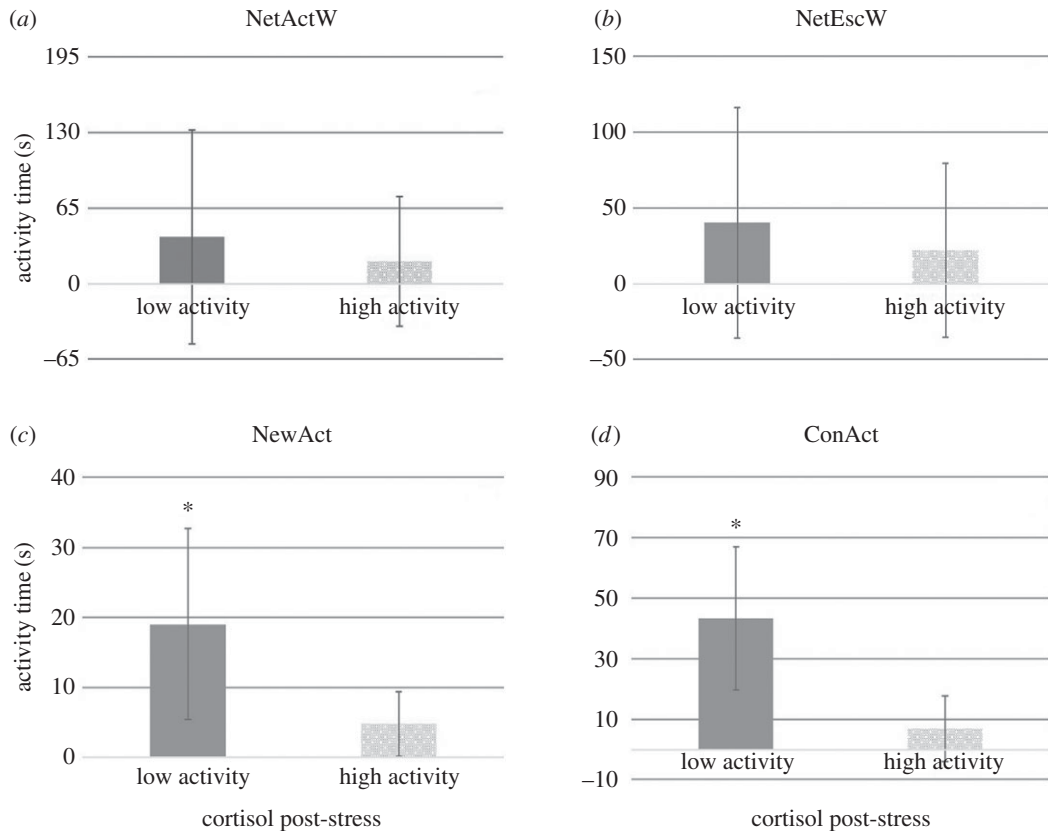 (a) NetActW
195
130
65
0
–65
activity time (s)
low activity high activity
(b) NetEscW
150
100
50
0
–50
low activity high activity
(c) NewAct
40
30
20
10
0
activity time (s)
*
low activity high activity
cortisol post-stress
(d) ConAct
90
70
50
30
10
–10
*
low activity high activity
cortisol post-stress